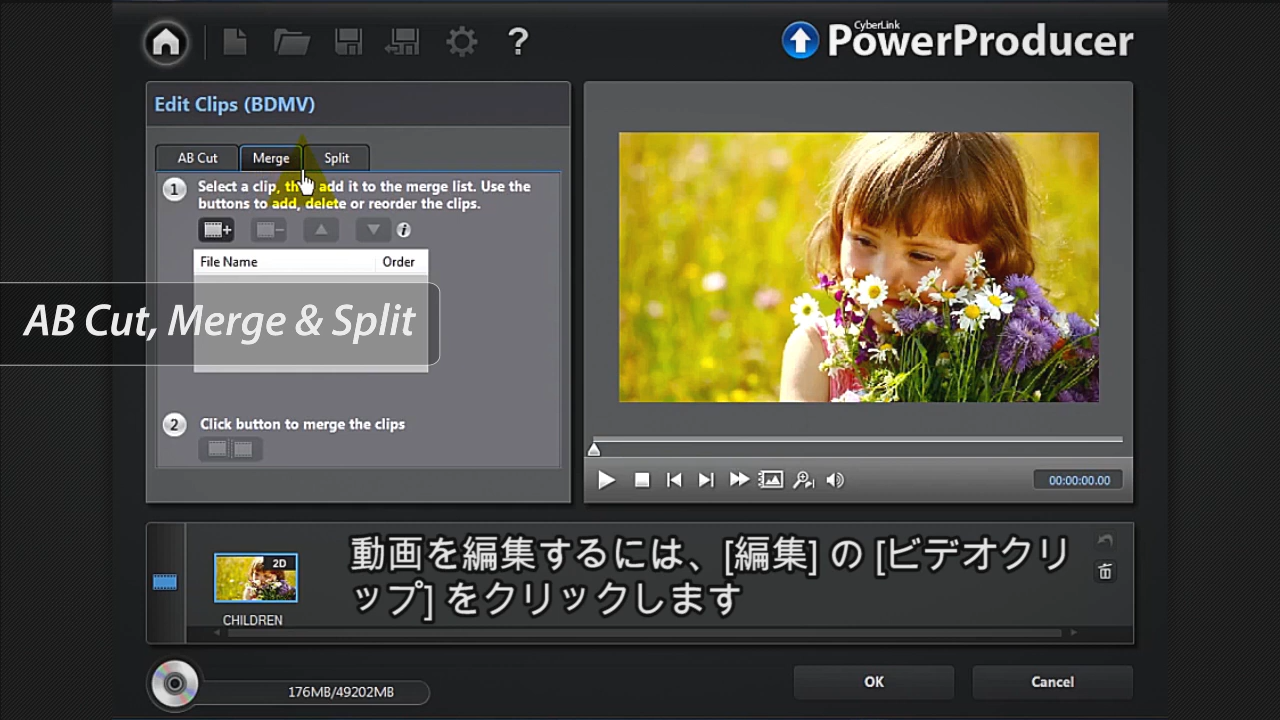 CyberLink
PowerProducer
Edit Clips (BDMV)
AB Cut
Merge
Split
1
Select a clip, then add it to the merge list. Use the
buttons to add, delete or reorder the clips.
File Name
Order
AB Cut, Merge & Split
2
Click button to merge the clips
00:00:00.00
2D
CHILDREN
動画を編集するには、[編集] の [ビデオクリ
ップ] をクリックします
176MB/49202MB
OK
Cancel